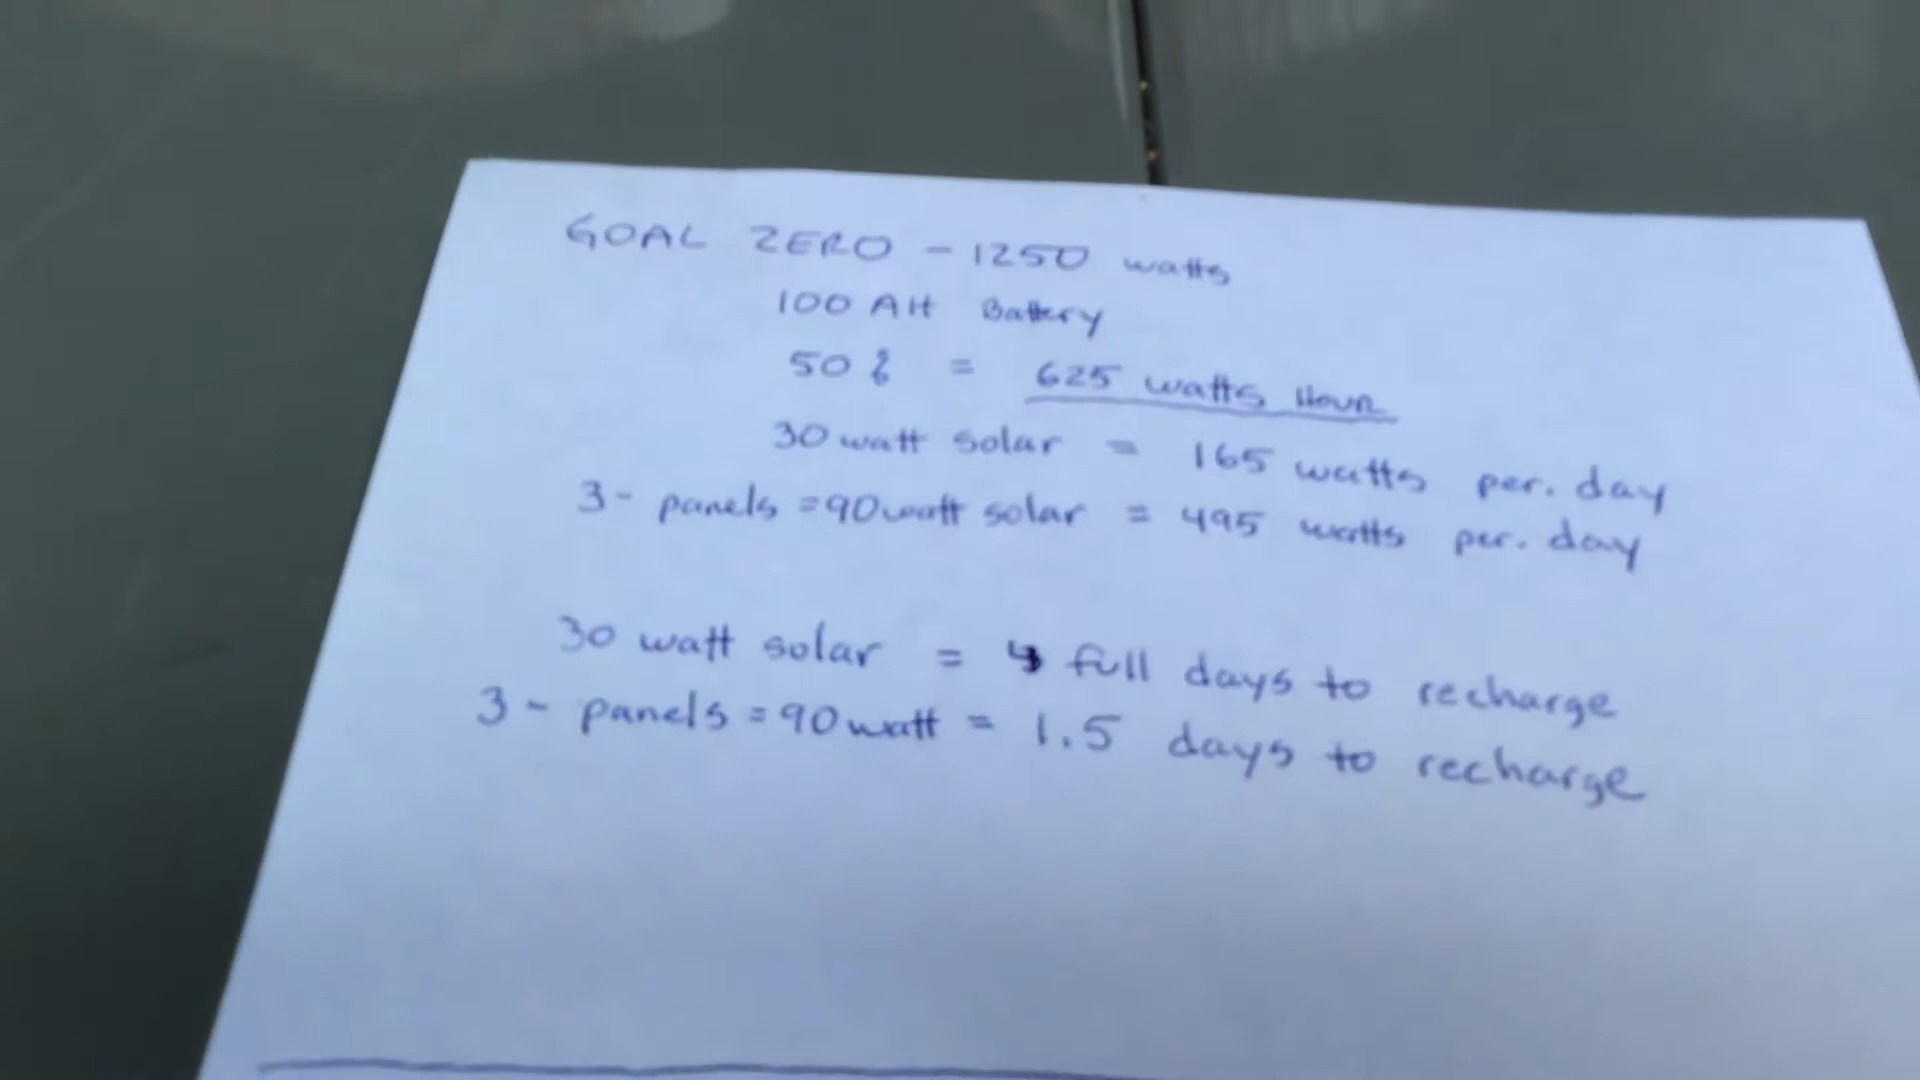 GOAL ZERO - 1250 watts
100 AH Battery
50% = 625 watts Hour
30 watt solar = 165 watts per. day
3 - panels = 90 watt solar = 495 watts per. day
30 watt solar = 4 full days to recharge
3 - panels = 90 watt = 1.5 days to recharge